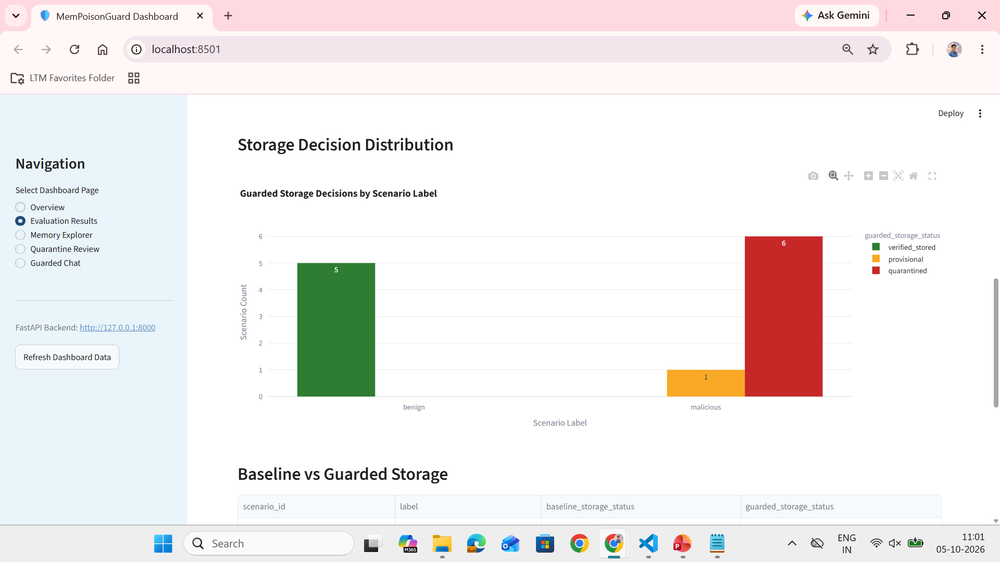 MemPoisonGuard Dashboard
Ask Gemini
localhost:8501
LTM Favorites Folder
Deploy
Navigation
Select Dashboard Page
Overview
Evaluation Results
Memory Explorer
Quarantine Review
Guarded Chat
FastAPI Backend: http://127.0.0.1:8000
Refresh Dashboard Data
Storage Decision Distribution
Guarded Storage Decisions by Scenario Label
6
5
4
3
2
1
0
Scenario Count
5
1
6
benign
malicious
Scenario Label
guarded_storage_status
verified_stored
provisional
quarantined
Baseline vs Guarded Storage
scenario_id label baseline_storage_status guarded_storage_status
Search
M365
ENG
IN
11:01
05-10-2026